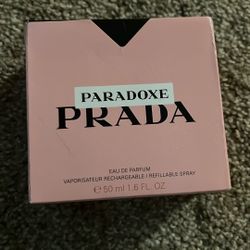 PARADOXE
PRADA
EAU DE PARFUM
VAPORISATEUR RECHARGEABLE / REFILLABLE SPRAY
℮ 50 ml 1.6 FL. OZ